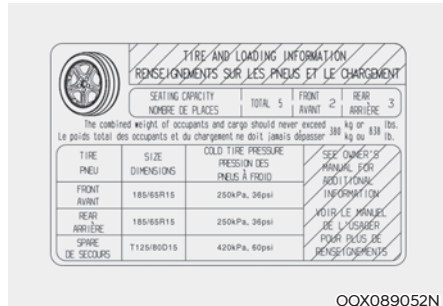 TIRE AND LOADING INFORMATION
RENSEIGNEMENTS SUR LES PNEUS ET LE CHARGEMENT
SEATING CAPACITY
NOMBRE DE PLACES
TOTAL 5
FRONT
AVANT 2
REAR
ARRIÈRE 3
The combined weight of occupants and cargo should never exceed 380 kg or 838 lbs.
Le poids total des occupants et du chargement ne doit jamais dépasser 380 kg ou 838 lb.
TIRE
PNEU
SIZE
DIMENSIONS
COLD TIRE PRESSURE
PRESSION DES
PNEUS À FROID
SEE OWNER'S
MANUAL FOR
ADDITIONAL
INFORMATION
VOIR LE MANUEL
DE L'USAGER
POUR PLUS DE
RENSEIGNEMENTS
FRONT
AVANT
185/65R15
250kPa, 36psi
REAR
ARRIÈRE
185/65R15
250kPa, 36psi
SPARE
DE SECOURS
T125/80D15
420kPa, 60psi
OOX089052N